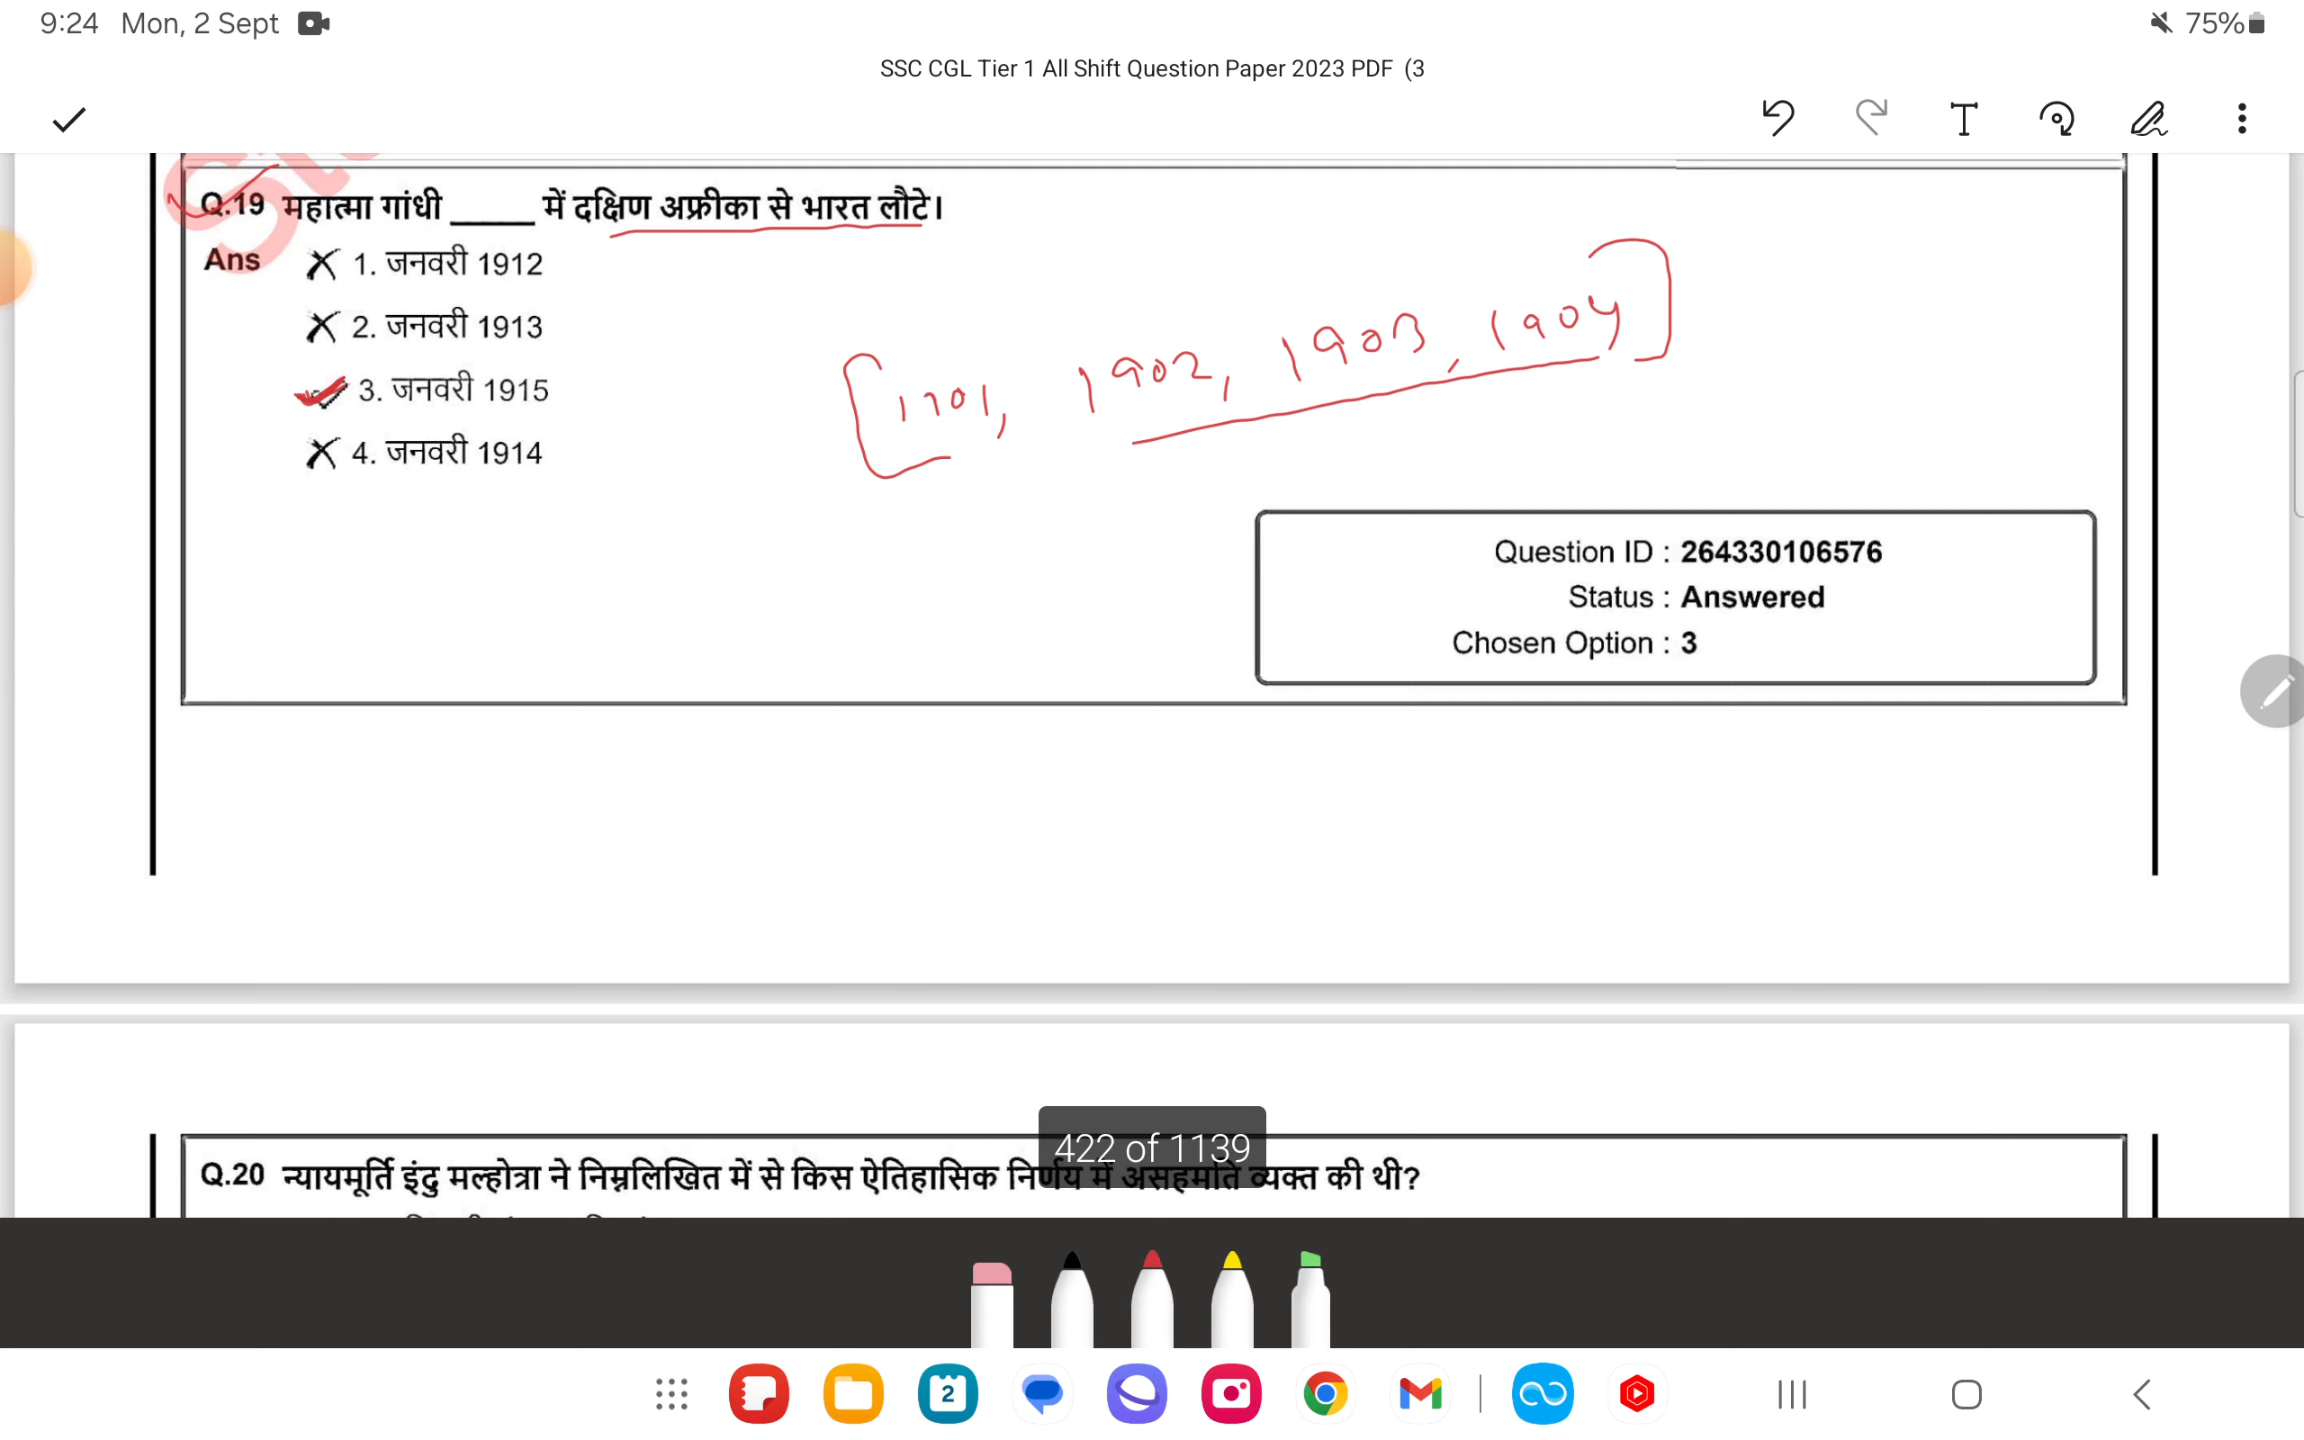 9:24 Mon, 2 Sept 75%
SSC CGL Tier 1 All Shift Question Paper 2023 PDF (3
Q.19 महात्मा गांधी _____ में दक्षिण अफ्रीका से भारत लौटे।
Ans 1. जनवरी 1912
2. जनवरी 1913
3. जनवरी 1915
4. जनवरी 1914
[1901, 1902, 1903, 1904]
Question ID : 264330106576
Status : Answered
Chosen Option : 3
422 of 1139
Q.20 न्यायमूर्ति इंदु मल्होत्रा ने निम्नलिखित में से किस ऐतिहासिक निर्णय में असहमति व्यक्त की थी?
2